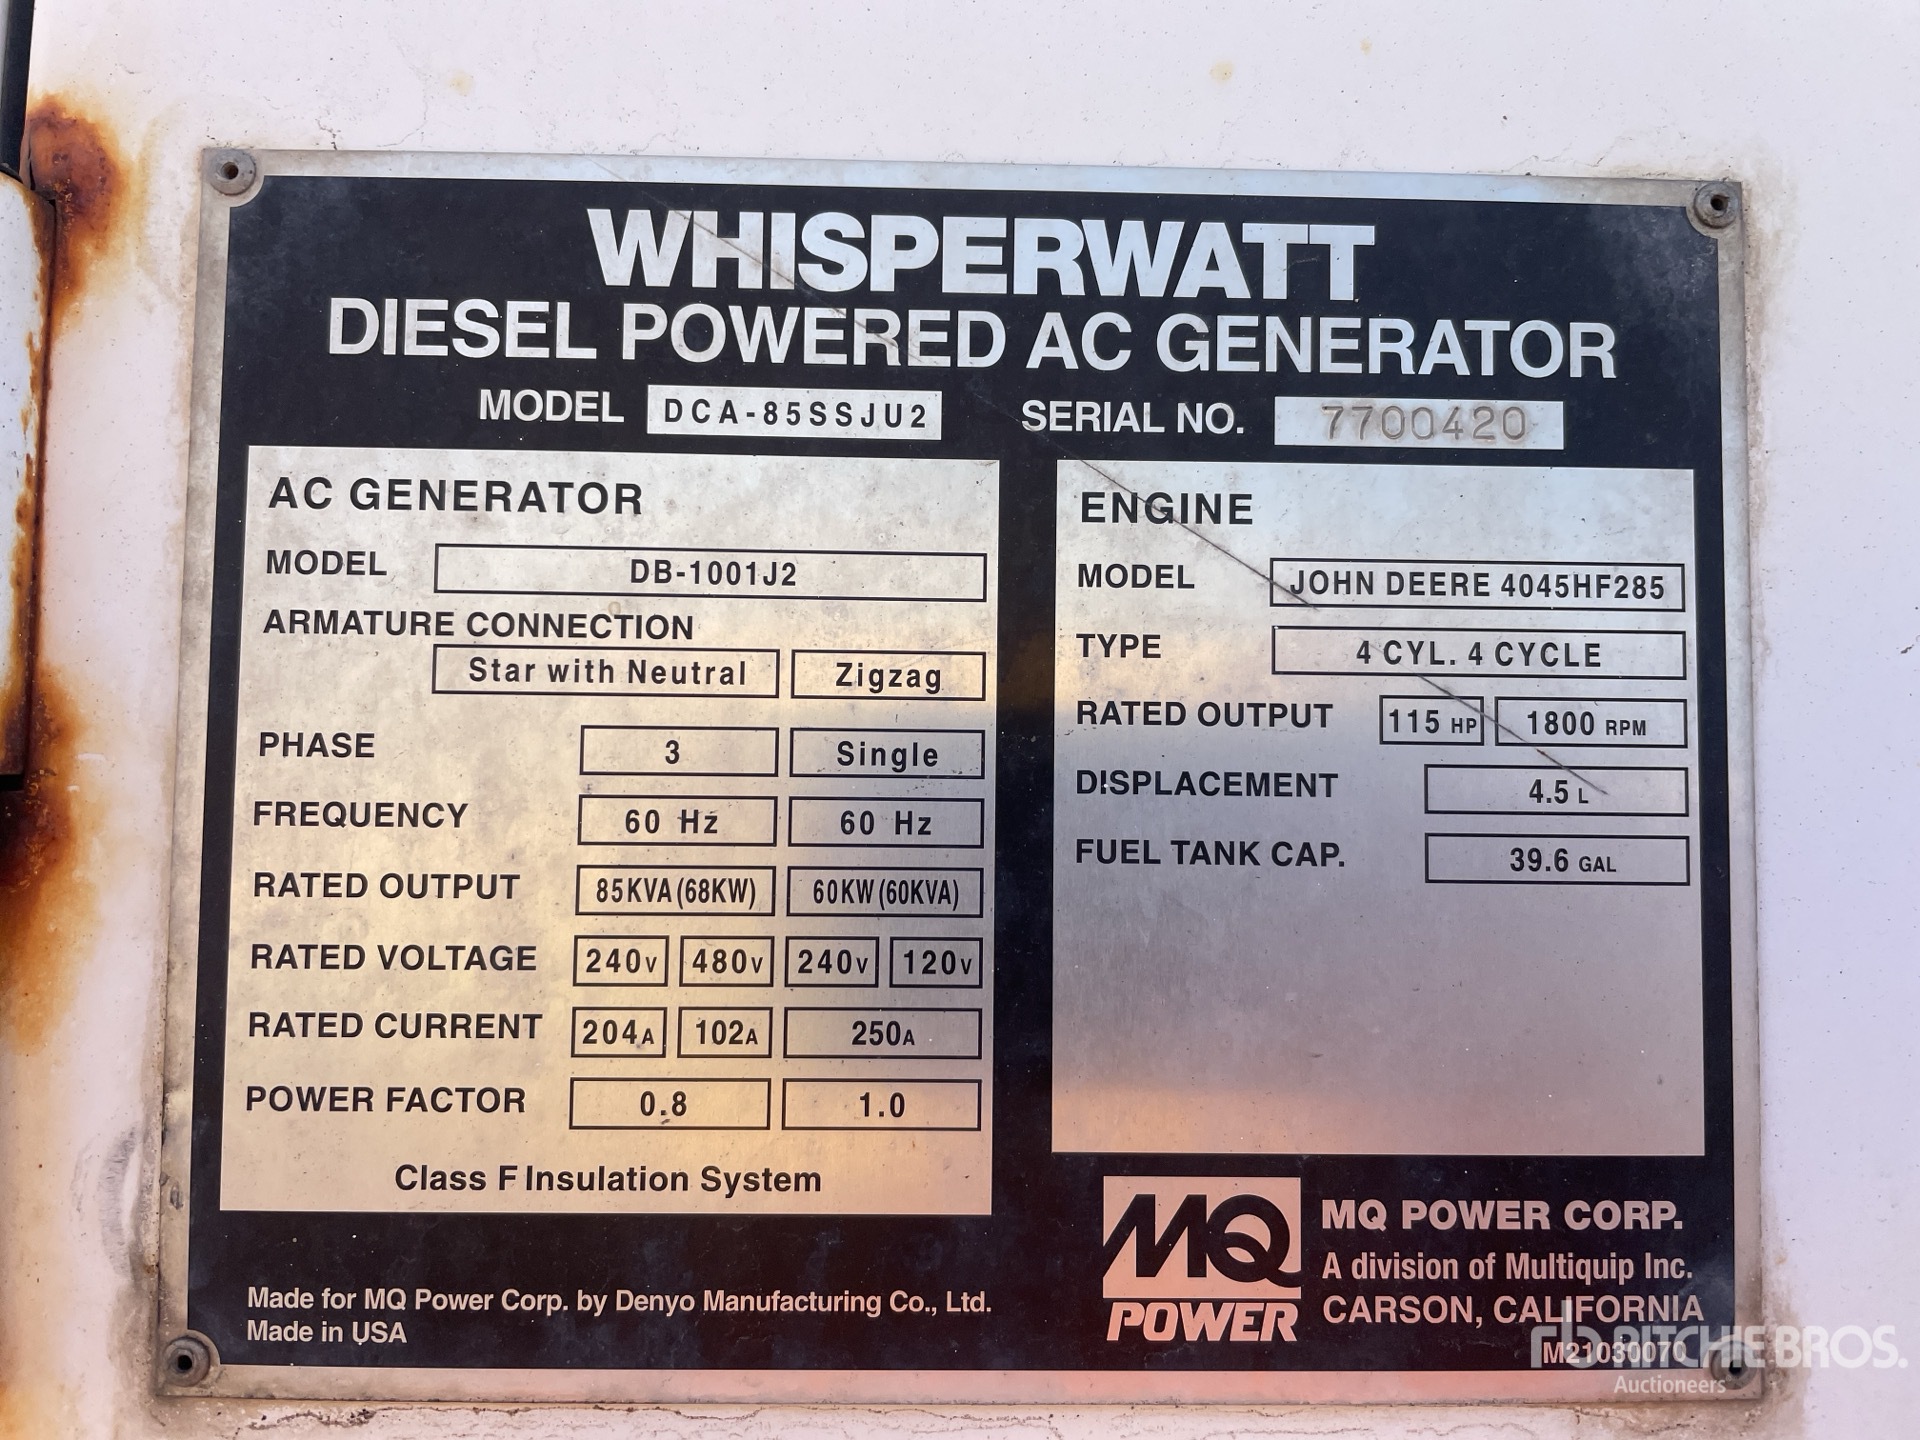 WHISPERWATT
DIESEL POWERED AC GENERATOR
MODEL DCA-85SSJU2 SERIAL NO. 7700420
AC GENERATOR
MODEL DB-1001J2
ARMATURE CONNECTION
Star with Neutral Zigzag
PHASE 3 Single
FREQUENCY 60 Hz 60 Hz
RATED OUTPUT 85KVA (68KW) 60KW (60KVA)
RATED VOLTAGE 240V 480V 240V 120V
RATED CURRENT 204A 102A 250A
POWER FACTOR 0.8 1.0
Class F Insulation System
ENGINE
MODEL JOHN DEERE 4045HF285
TYPE 4 CYL. 4 CYCLE
RATED OUTPUT 115 HP 1800 RPM
DISPLACEMENT 4.5 L
FUEL TANK CAP. 39.6 GAL
Made for MQ Power Corp. by Denyo Manufacturing Co., Ltd.
Made in USA
MQ
POWER
MQ POWER CORP.
A division of Multiquip Inc.
CARSON, CALIFORNIA
M21030070
rb RITCHIE BROS.
Auctioneers